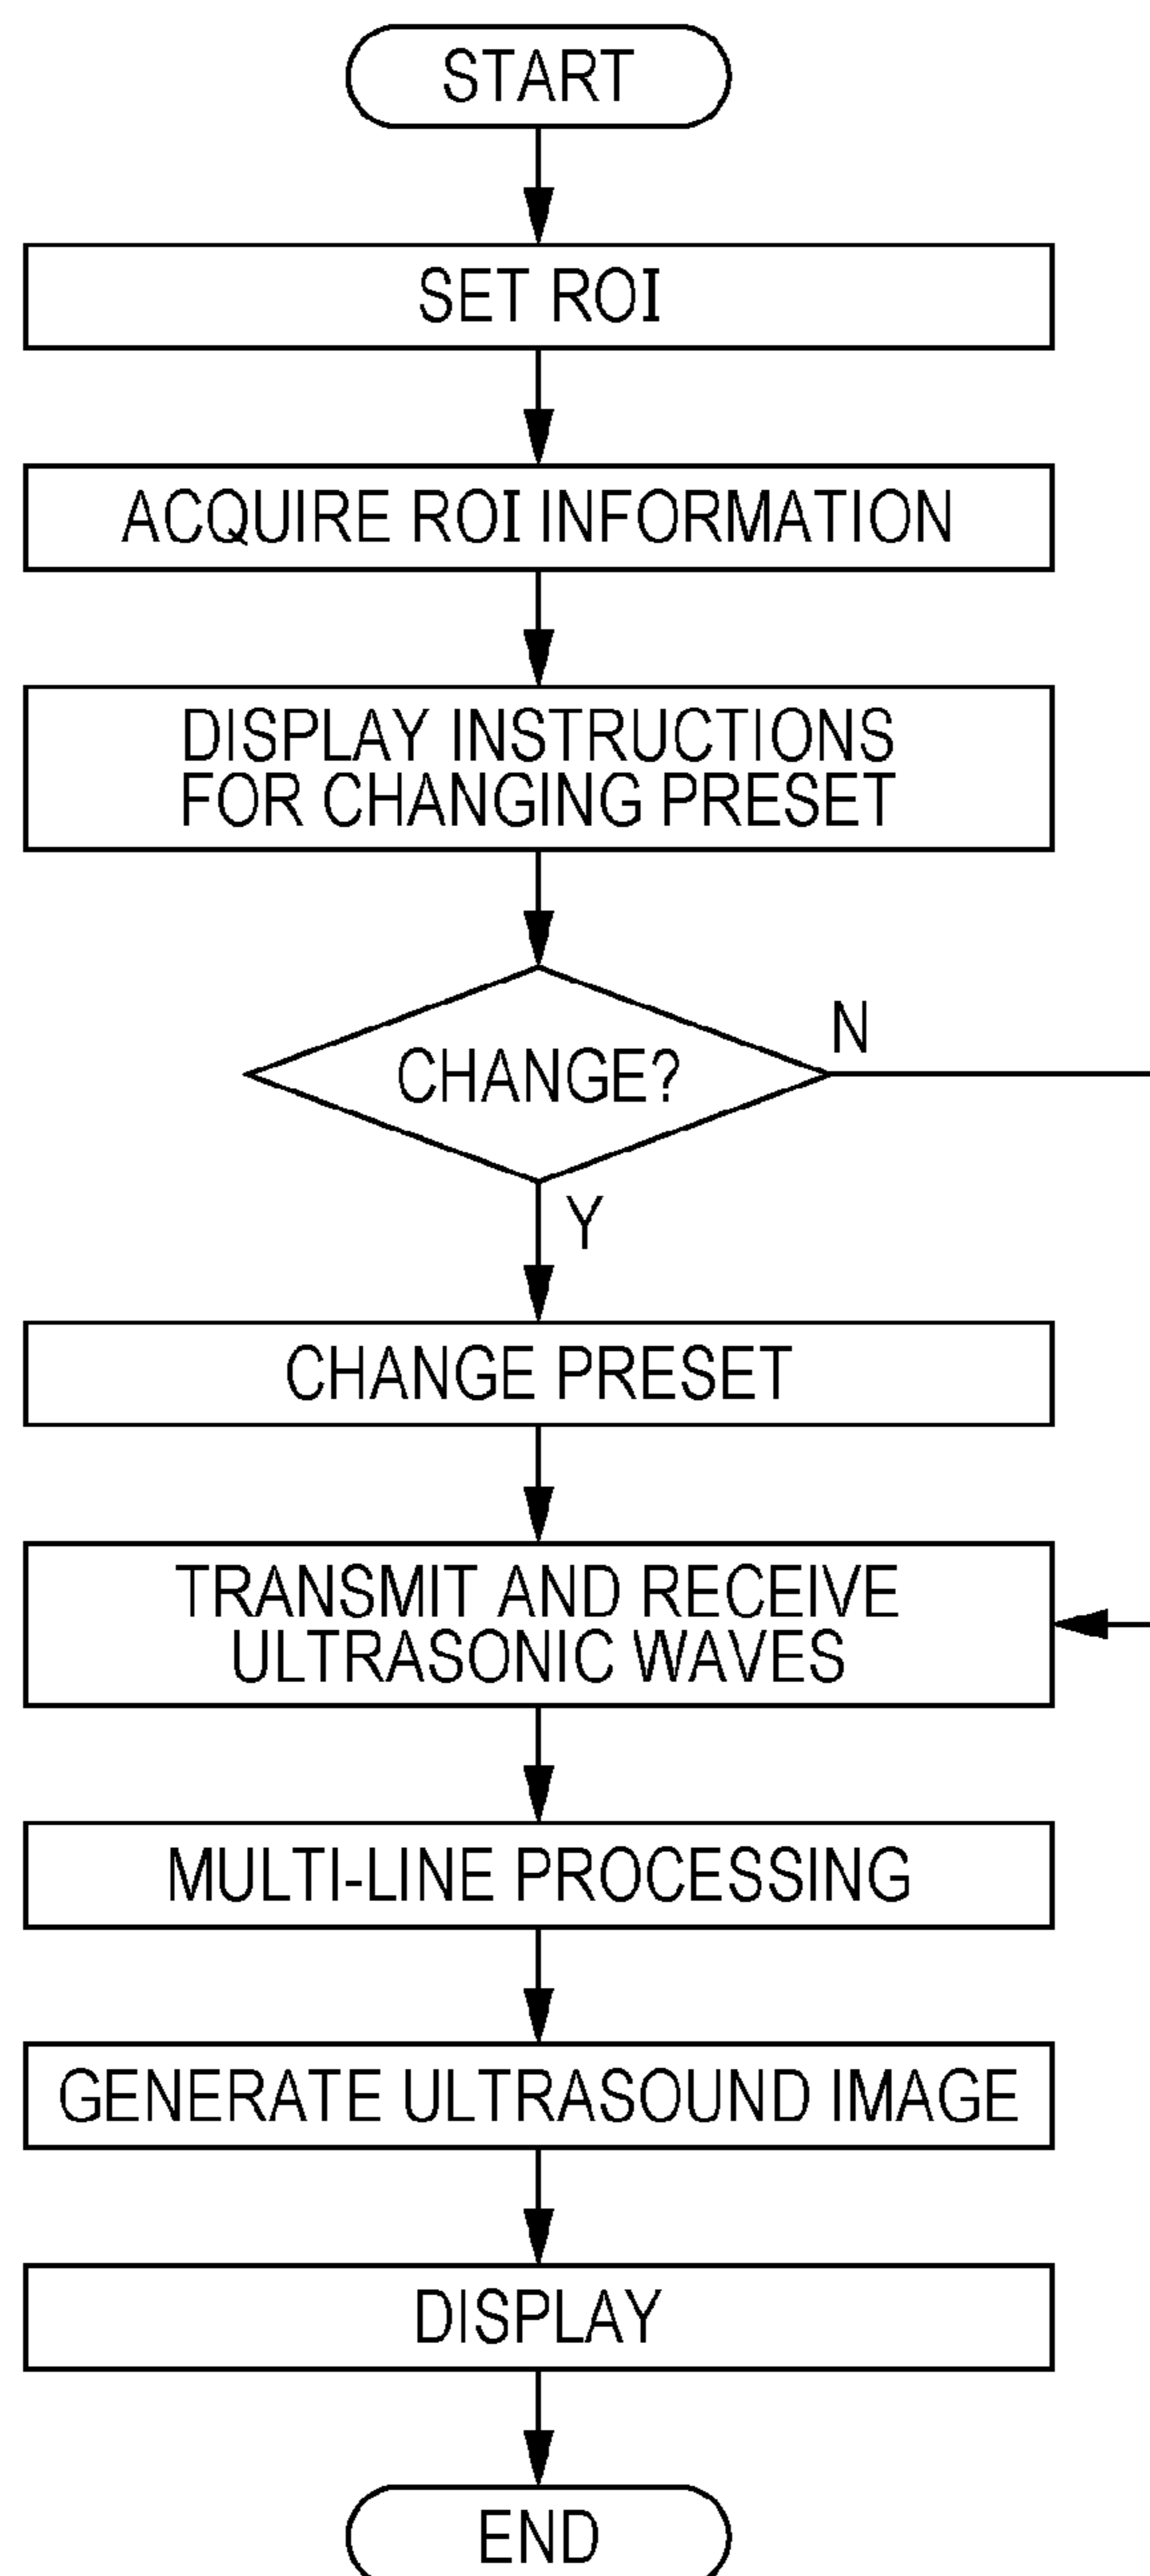 START
SET ROI
ACQUIRE ROI INFORMATION
DISPLAY INSTRUCTIONS
FOR CHANGING PRESET
CHANGE?
N
Y
CHANGE PRESET
TRANSMIT AND RECEIVE
ULTRASONIC WAVES
MULTI-LINE PROCESSING
GENERATE ULTRASOUND IMAGE
DISPLAY
END